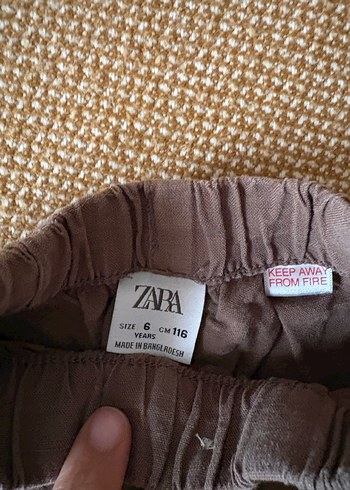 ZARA
SIZE 6 CM 116
YEARS
MADE IN BANGLADESH
KEEP AWAY
FROM FIRE